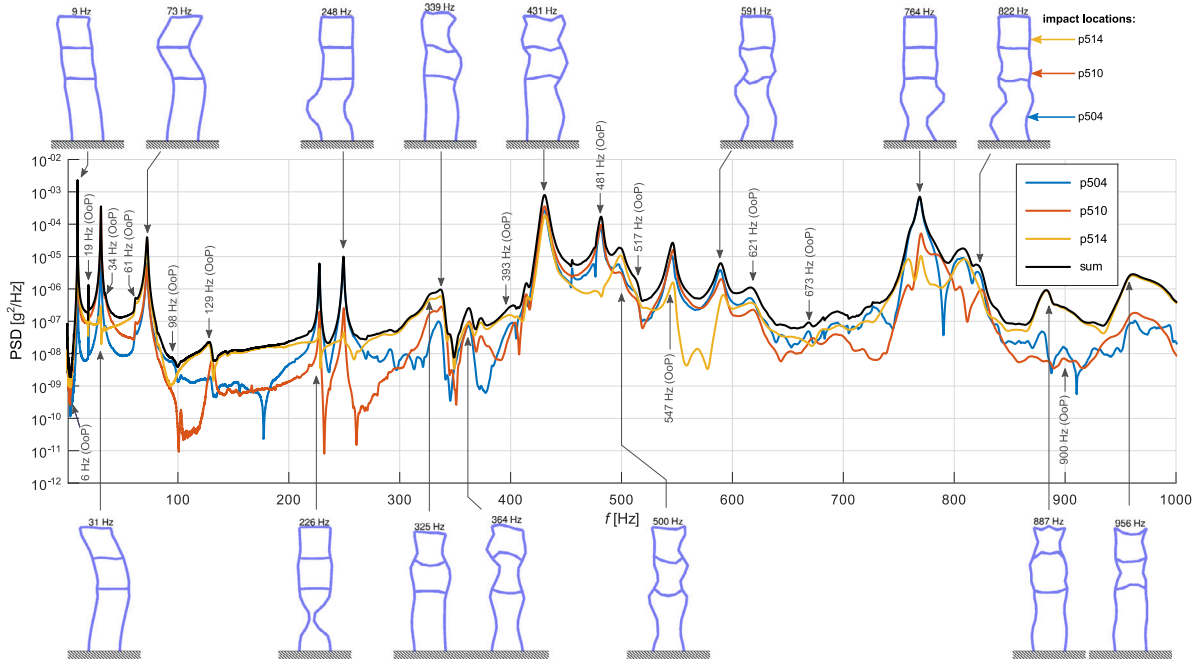 9 Hz
73 Hz
248 Hz
339 Hz
431 Hz
591 Hz
764 Hz
822 Hz
impact locations:
p514
p510
p504
PSD [g²/Hz]
10-02
10-03
10-04
10-05
10-06
10-07
10-08
10-09
10-10
10-11
10-12
6 Hz (OoP)
19 Hz (OoP)
34 Hz (OoP)
61 Hz (OoP)
98 Hz (OoP)
129 Hz (OoP)
393 Hz (OoP)
481 Hz (OoP)
517 Hz (OoP)
547 Hz (OoP)
621 Hz (OoP)
673 Hz (OoP)
900 Hz (OoP)
p504
p510
p514
sum
100
200
300
400
500
600
700
800
900
1000
f [Hz]
31 Hz
226 Hz
325 Hz
364 Hz
500 Hz
887 Hz
956 Hz